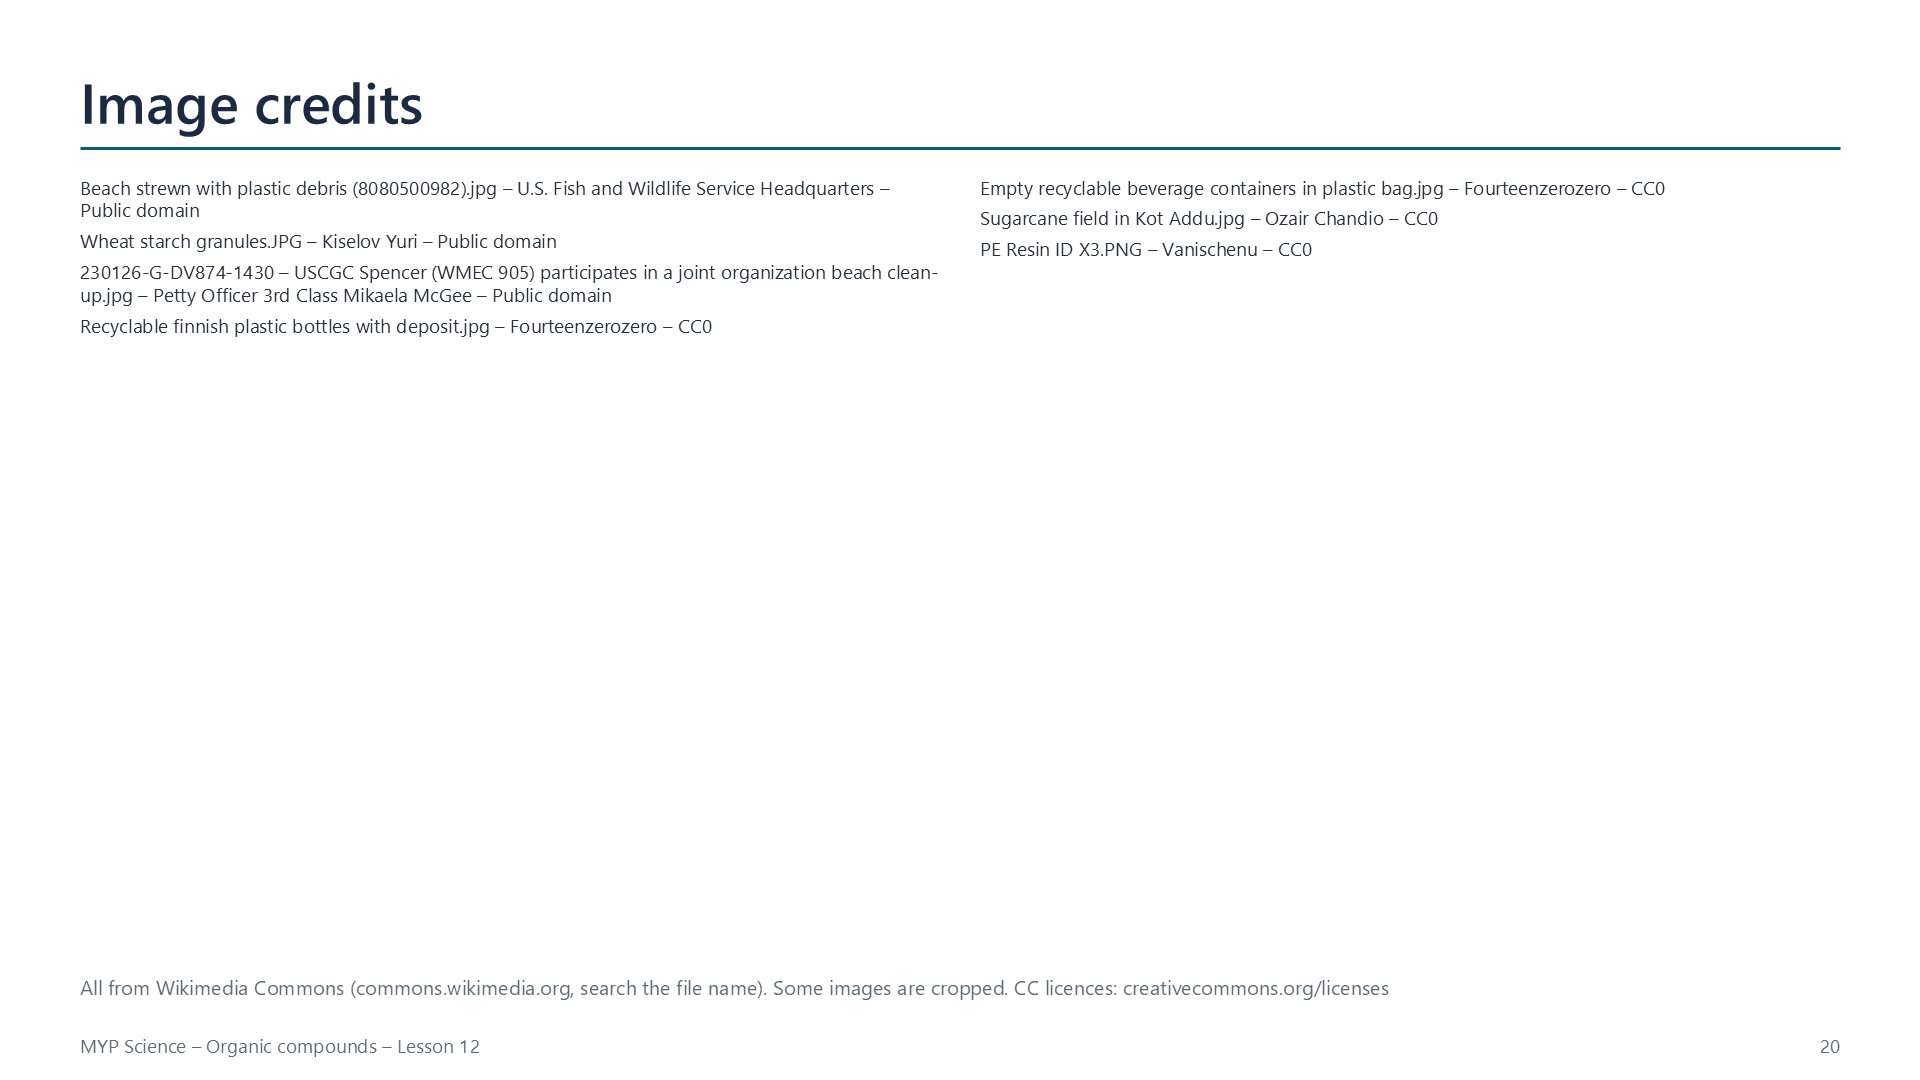 Image credits
Beach strewn with plastic debris (8080500982).jpg – U.S. Fish and Wildlife Service Headquarters –
Public domain
Wheat starch granules.JPG – Kiselov Yuri – Public domain
230126-G-DV874-1430 – USCGC Spencer (WMEC 905) participates in a joint organization beach clean-
up.jpg – Petty Officer 3rd Class Mikaela McGee – Public domain
Recyclable finnish plastic bottles with deposit.jpg – Fourteenzerozero – CC0
Empty recyclable beverage containers in plastic bag.jpg – Fourteenzerozero – CC0
Sugarcane field in Kot Addu.jpg – Ozair Chandio – CC0
PE Resin ID X3.PNG – Vanischenu – CC0
All from Wikimedia Commons (commons.wikimedia.org, search the file name). Some images are cropped. CC licences: creativecommons.org/licenses
MYP Science – Organic compounds – Lesson 12
20